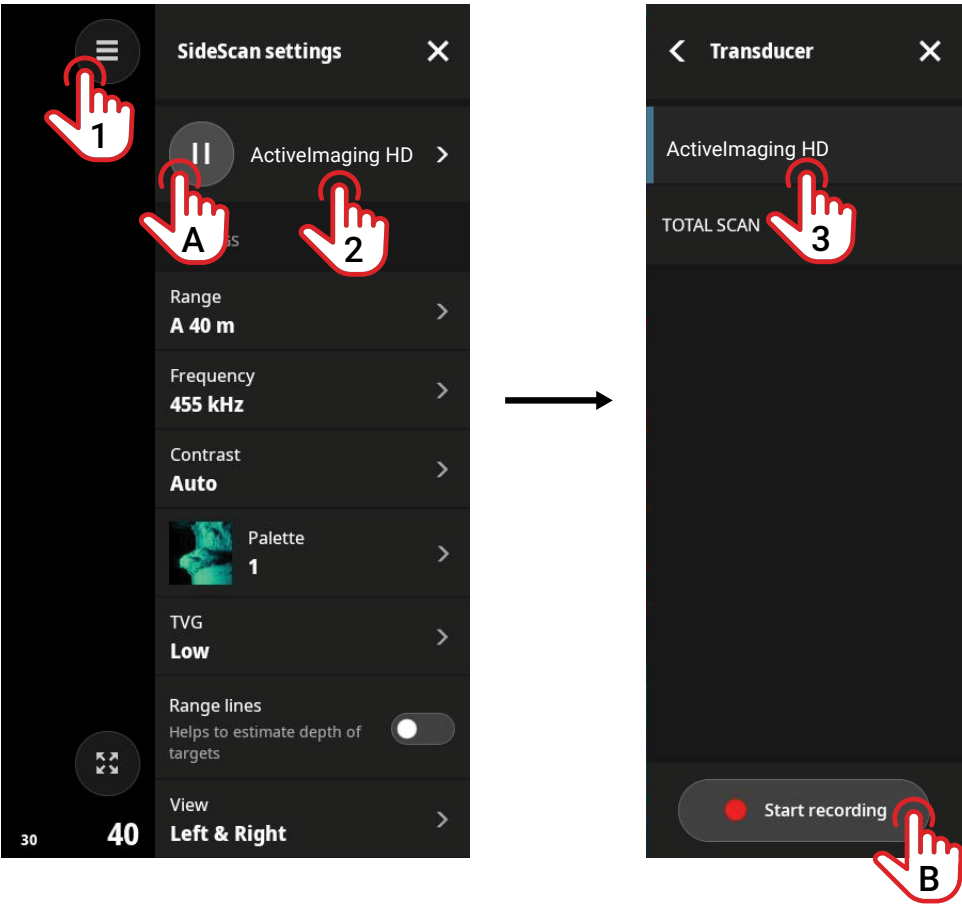 SideScan settings
1
ActiveImaging HD
A
2
GS
Range
A 40 m
Frequency
455 kHz
Contrast
Auto
Palette
1
TVG
Low
Range lines
Helps to estimate depth of
targets
View
Left & Right
30
40
Transducer
ActiveImaging HD
TOTAL SCAN
3
Start recording
B